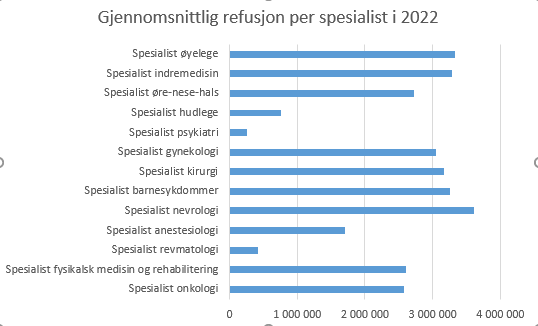 Gjennomsnittlig refusjon per spesialist i 2022
Spesialist øyelege
Spesialist indremedisin
Spesialist øre-nese-hals
Spesialist hudlege
Spesialist psykiatri
Spesialist gynekologi
Spesialist kirurgi
Spesialist barnesykdommer
Spesialist nevrologi
Spesialist anestesiologi
Spesialist revmatologi
Spesialist fysikalsk medisin og rehabilitering
Spesialist onkologi
0 1 000 000 2 000 000 3 000 000 4 000 000